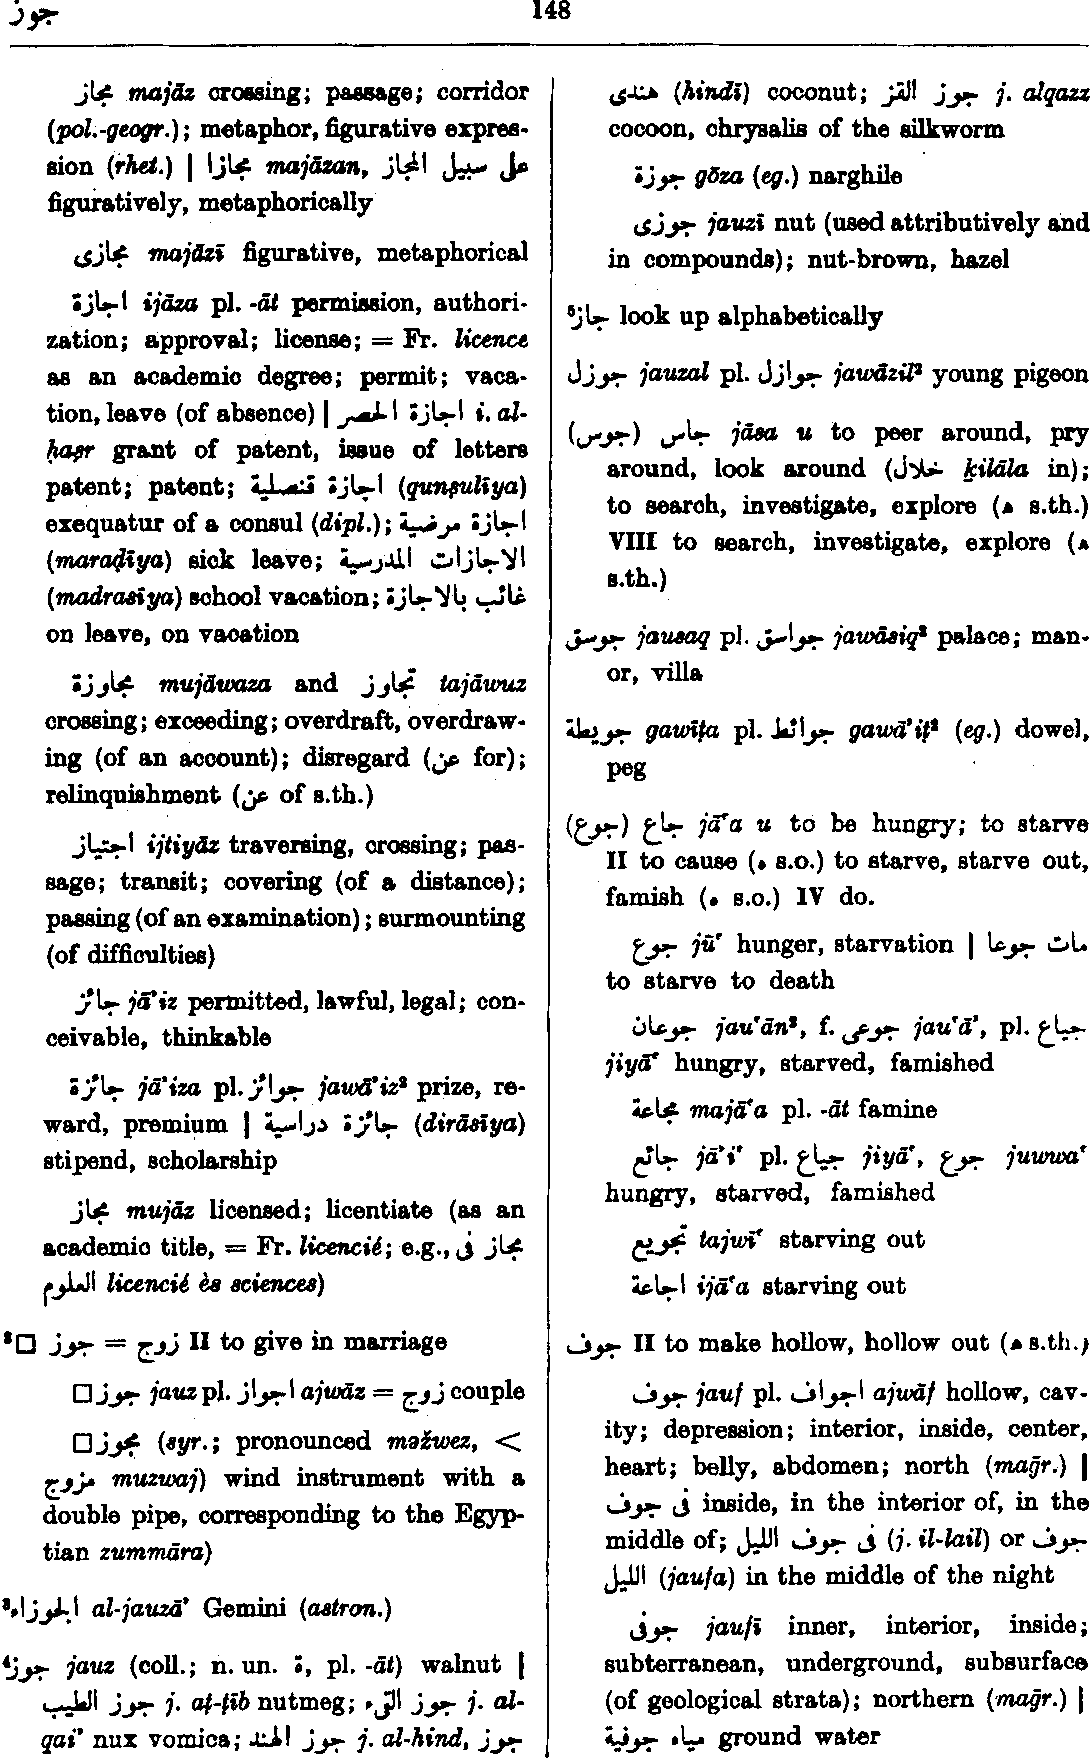 جوز
148
مجاز majāz crossing; passage; corridor
(pol.-geogr.); metaphor, figurative expres-
sion (rhet.) | مجازا majāzan, على سبيل المجاز
figuratively, metaphorically
مجازى majāzī figurative, metaphorical
اجازة ijāza pl. -āt permission, authori-
zation; approval; license; = Fr. licence
as an academic degree; permit; vaca-
tion, leave (of absence) | اجازة الحصر i. al-
ḥaṣr grant of patent, issue of letters
patent; patent; اجازة قنصلية (qunṣulīya)
exequatur of a consul (dipl.); اجازة مرضية
(maraḍīya) sick leave; الاجازات المدرسية
(madrasīya) school vacation; غائب بالاجازة
on leave, on vacation
مجاوزة mujāwaza and تجاوز tajāwuz
crossing; exceeding; overdraft, overdraw-
ing (of an account); disregard (عن for);
relinquishment (عن of s.th.)
اجتياز ijtiyāz traversing, crossing; pas-
sage; transit; covering (of a distance);
passing (of an examination); surmounting
(of difficulties)
جائز jā'iz permitted, lawful, legal; con-
ceivable, thinkable
جائزة jā'iza pl. جوائز jawā'iz² prize, re-
ward, premium | جائزة دراسية (dirāsīya)
stipend, scholarship
مجاز mujāz licensed; licentiate (as an
academic title, = Fr. licencié; e.g., مجاز فى
العلوم licencié ès sciences)
²□ جوز = زوج II to give in marriage
□جوز jauz pl. اجواز ajwāz = زوج couple
□مجوز (syr.; pronounced məžwez, <
مزوج muzwaj) wind instrument with a
double pipe, corresponding to the Egyp-
tian zummāra)
³الجوزاء al-jauzā' Gemini (astron.)
⁴جوز jauz (coll.; n. un. ة, pl. -āt) walnut |
جوز الطيب j. aṭ-ṭīb nutmeg; جوز القىء j. al-
qai' nux vomica; جوز الهند j. al-hind, جوز
هندى (hindī) coconut; جوز القز j. alqazz
cocoon, chrysalis of the silkworm
جوزة gōza (eg.) narghile
جوزى jauzī nut (used attributively and
in compounds); nut-brown, hazel
⁵جاز look up alphabetically
جوزل jauzal pl. جوازل jawāzil² young pigeon
(جوس) جاس jāsa u to peer around, pry
around, look around (خلال ḵilāla in);
to search, investigate, explore (ه s.th.)
VIII to search, investigate, explore (ه
s.th.)
جوسق jausaq pl. جواسق jawāsiq² palace; man-
or, villa
جويطة gawīṭa pl. جوائط gawā'iṭ² (eg.) dowel,
peg
(جوع) جاع jā‘a u to be hungry; to starve
II to cause (ه s.o.) to starve, starve out,
famish (ه s.o.) IV do.
جوع jū‘ hunger, starvation | مات جوعا
to starve to death
جوعان jau‘ān², f. جوعى jau‘ā', pl. جياع
jiyā‘ hungry, starved, famished
مجاعة majā‘a pl. -āt famine
جائع jā'i‘ pl. جياع jiyā‘, جوع juwwa‘
hungry, starved, famished
تجويع tajwī‘ starving out
اجاعة ijā‘a starving out
جوف II to make hollow, hollow out (ه s.th.)
جوف jauf pl. اجواف ajwāf hollow, cav-
ity; depression; interior, inside, center,
heart; belly, abdomen; north (maḡr.) |
فى جوف inside, in the interior of, in the
middle of; فى جوف الليل (j. il-lail) or جوف
الليل (jaufa) in the middle of the night
جوفى jaufī inner, interior, inside;
subterranean, underground, subsurface
(of geological strata); northern (maḡr.) |
مياه جوفية ground water